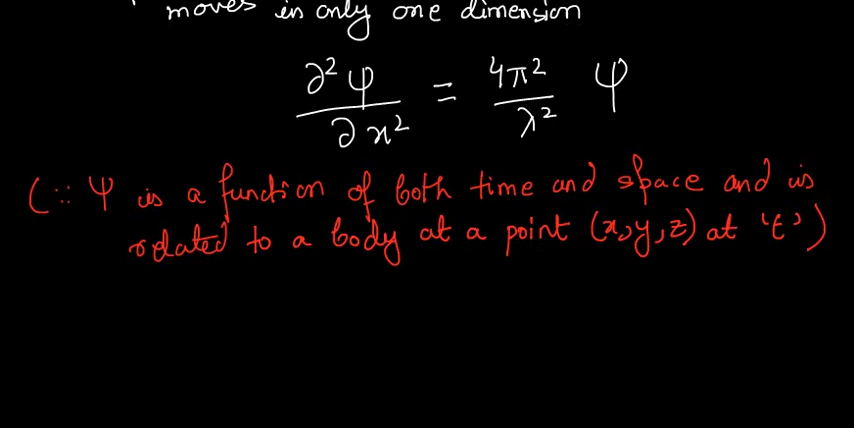 moves in only one dimension
∂²ψ/∂x² = 4π²/λ² ψ
(∵ ψ is a function of both time and space and is
related to a body at a point (x,y,z) at 't')